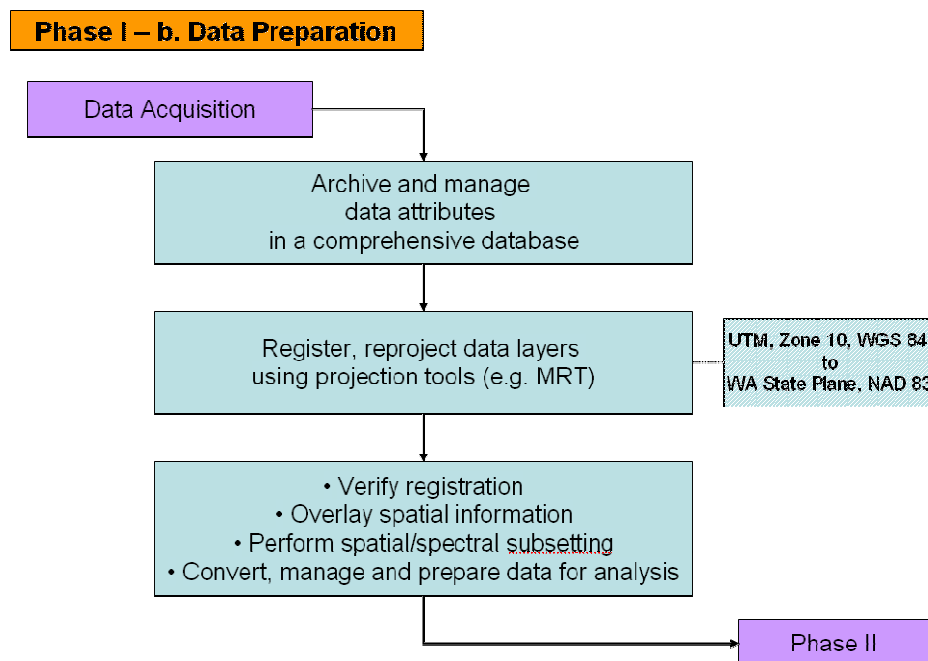 Phase I – b. Data Preparation
Data Acquisition
Archive and manage
data attributes
in a comprehensive database
Register, reproject data layers
using projection tools (e.g. MRT)
UTM, Zone 10, WGS 84
to
WA State Plane, NAD 83
• Verify registration
• Overlay spatial information
• Perform spatial/spectral subsetting
• Convert, manage and prepare data for analysis
Phase II